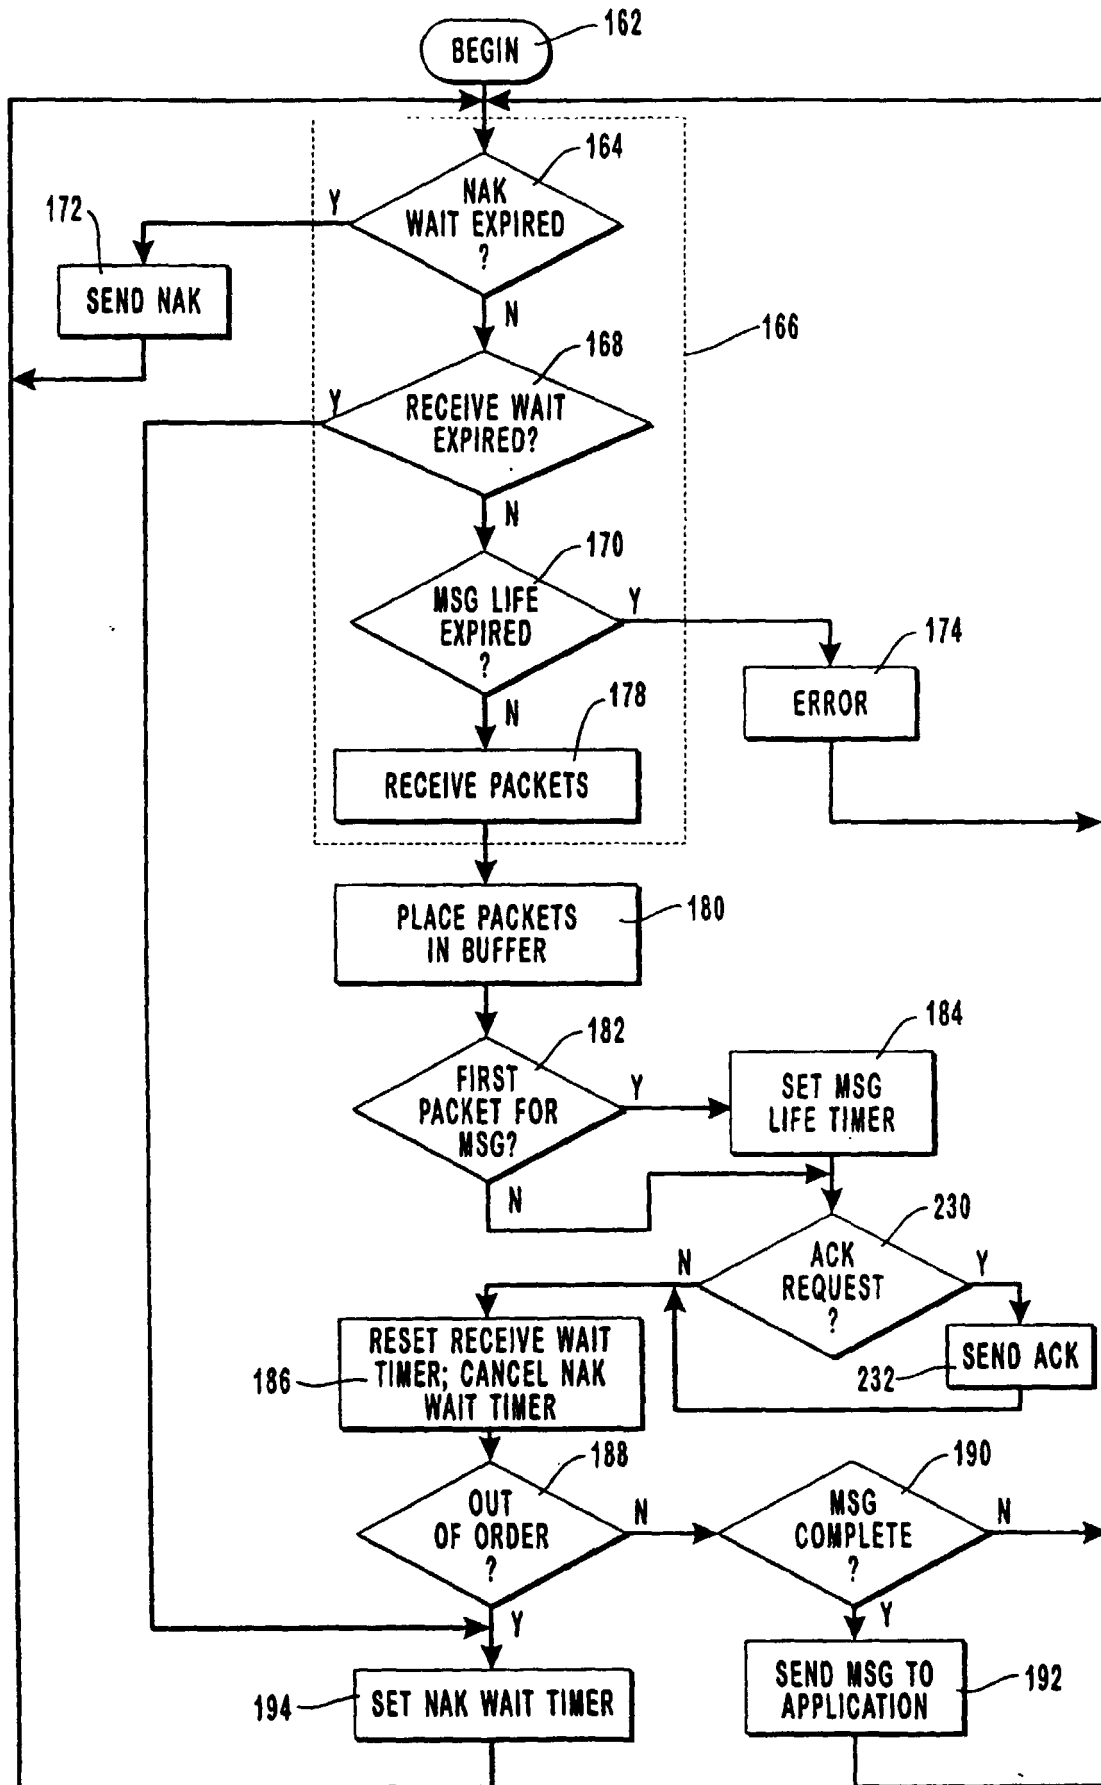 BEGIN
162
164
NAK
WAIT EXPIRED
?
Y
172
SEND NAK
N
166
168
Y
RECEIVE WAIT
EXPIRED?
N
170
MSG LIFE
EXPIRED
?
Y
174
ERROR
N
178
RECEIVE PACKETS
PLACE PACKETS
IN BUFFER
180
182
FIRST
PACKET FOR
MSG?
Y
184
SET MSG
LIFE TIMER
N
230
ACK
REQUEST
?
N
Y
SEND ACK
232
RESET RECEIVE WAIT
TIMER; CANCEL NAK
WAIT TIMER
186
188
OUT
OF ORDER
?
N
190
MSG
COMPLETE
?
N
Y
Y
194
SET NAK WAIT TIMER
SEND MSG TO
APPLICATION
192